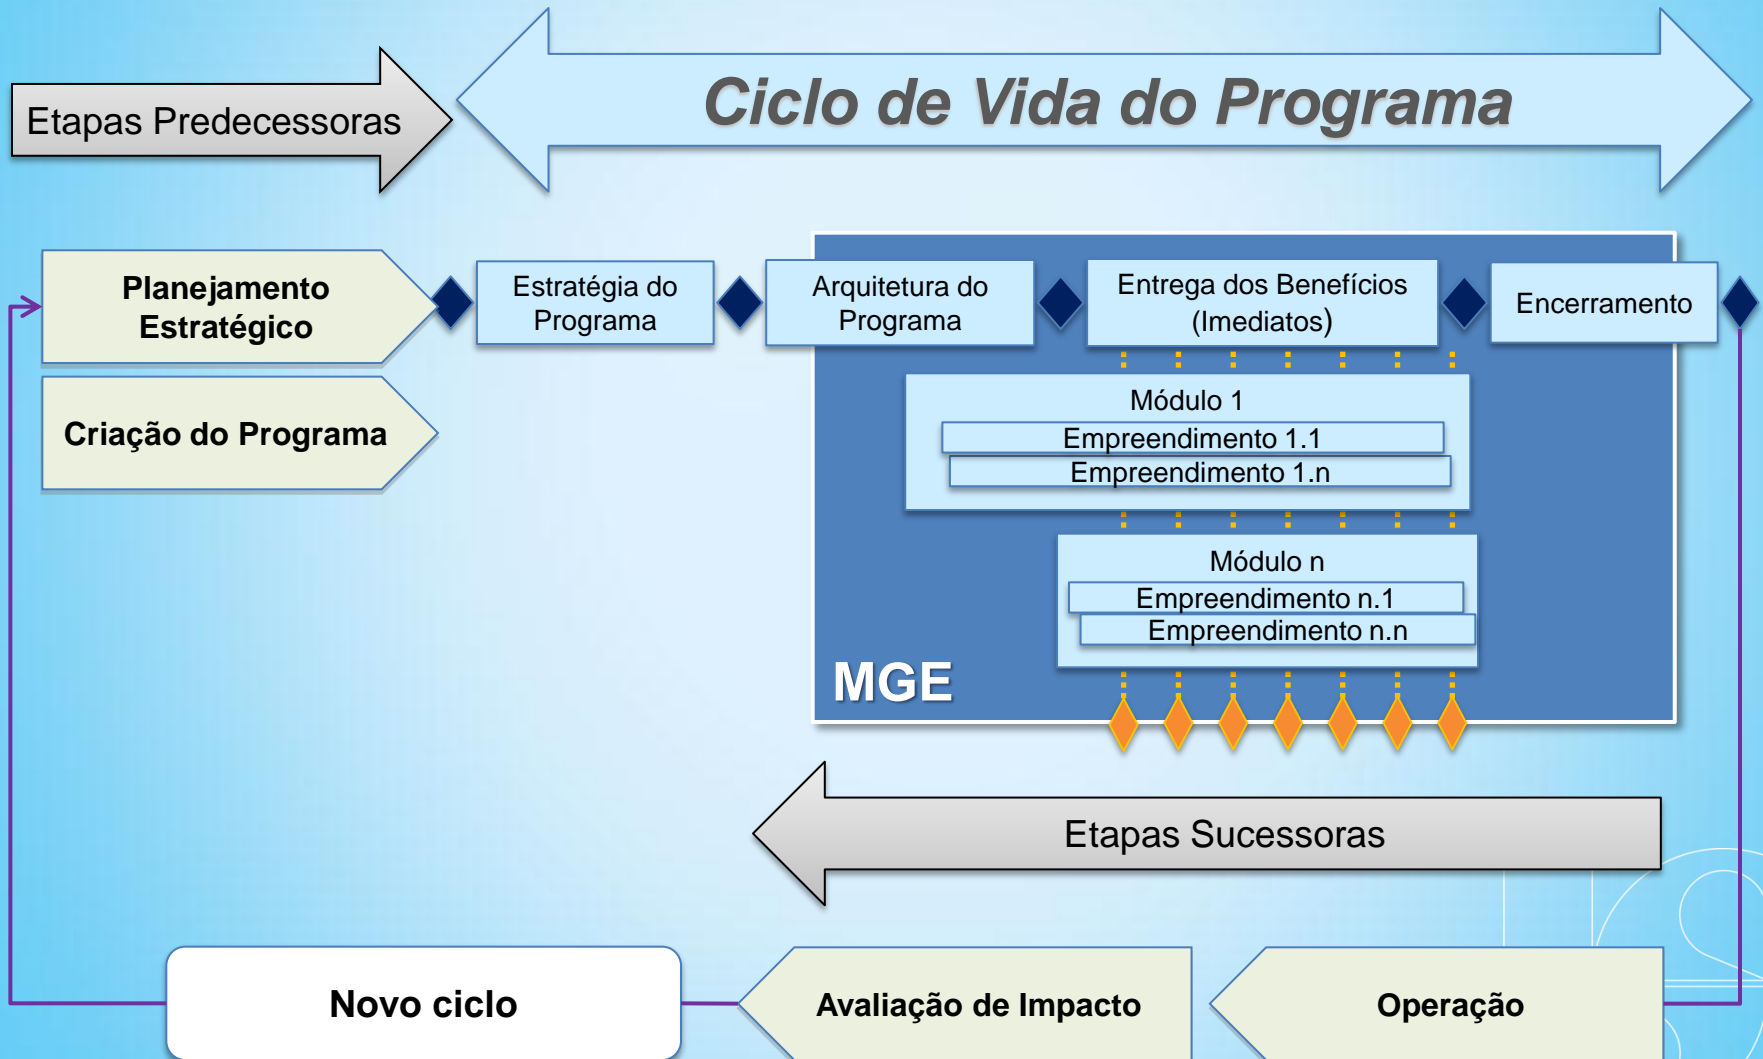 Ciclo de Vida do Programa
Etapas Predecessoras
Planejamento
Estratégico
Estratégia do
Programa
Arquitetura do
Programa
Entrega dos Benefícios
(Imediatos)
Encerramento
Criação do Programa
Módulo 1
Empreendimento 1.1
Empreendimento 1.n
Módulo n
Empreendimento n.1
Empreendimento n.n
MGE
Etapas Sucessoras
Novo ciclo
Avaliação de Impacto
Operação